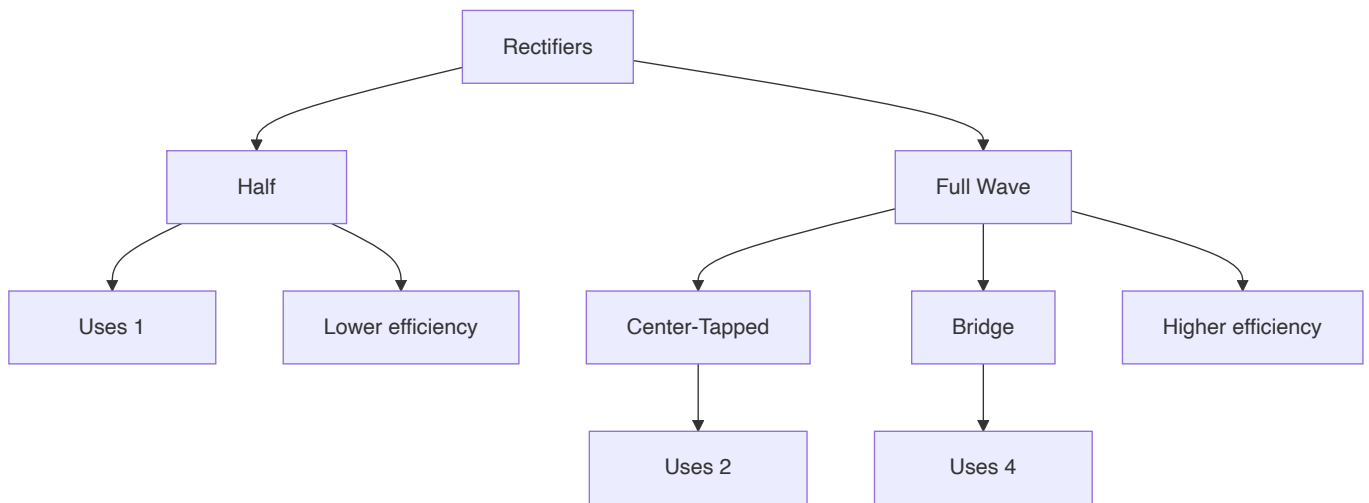 Rectifiers
Half
Full Wave
Uses 1
Lower efficiency
Center-Tapped
Bridge
Higher efficiency
Uses 2
Uses 4